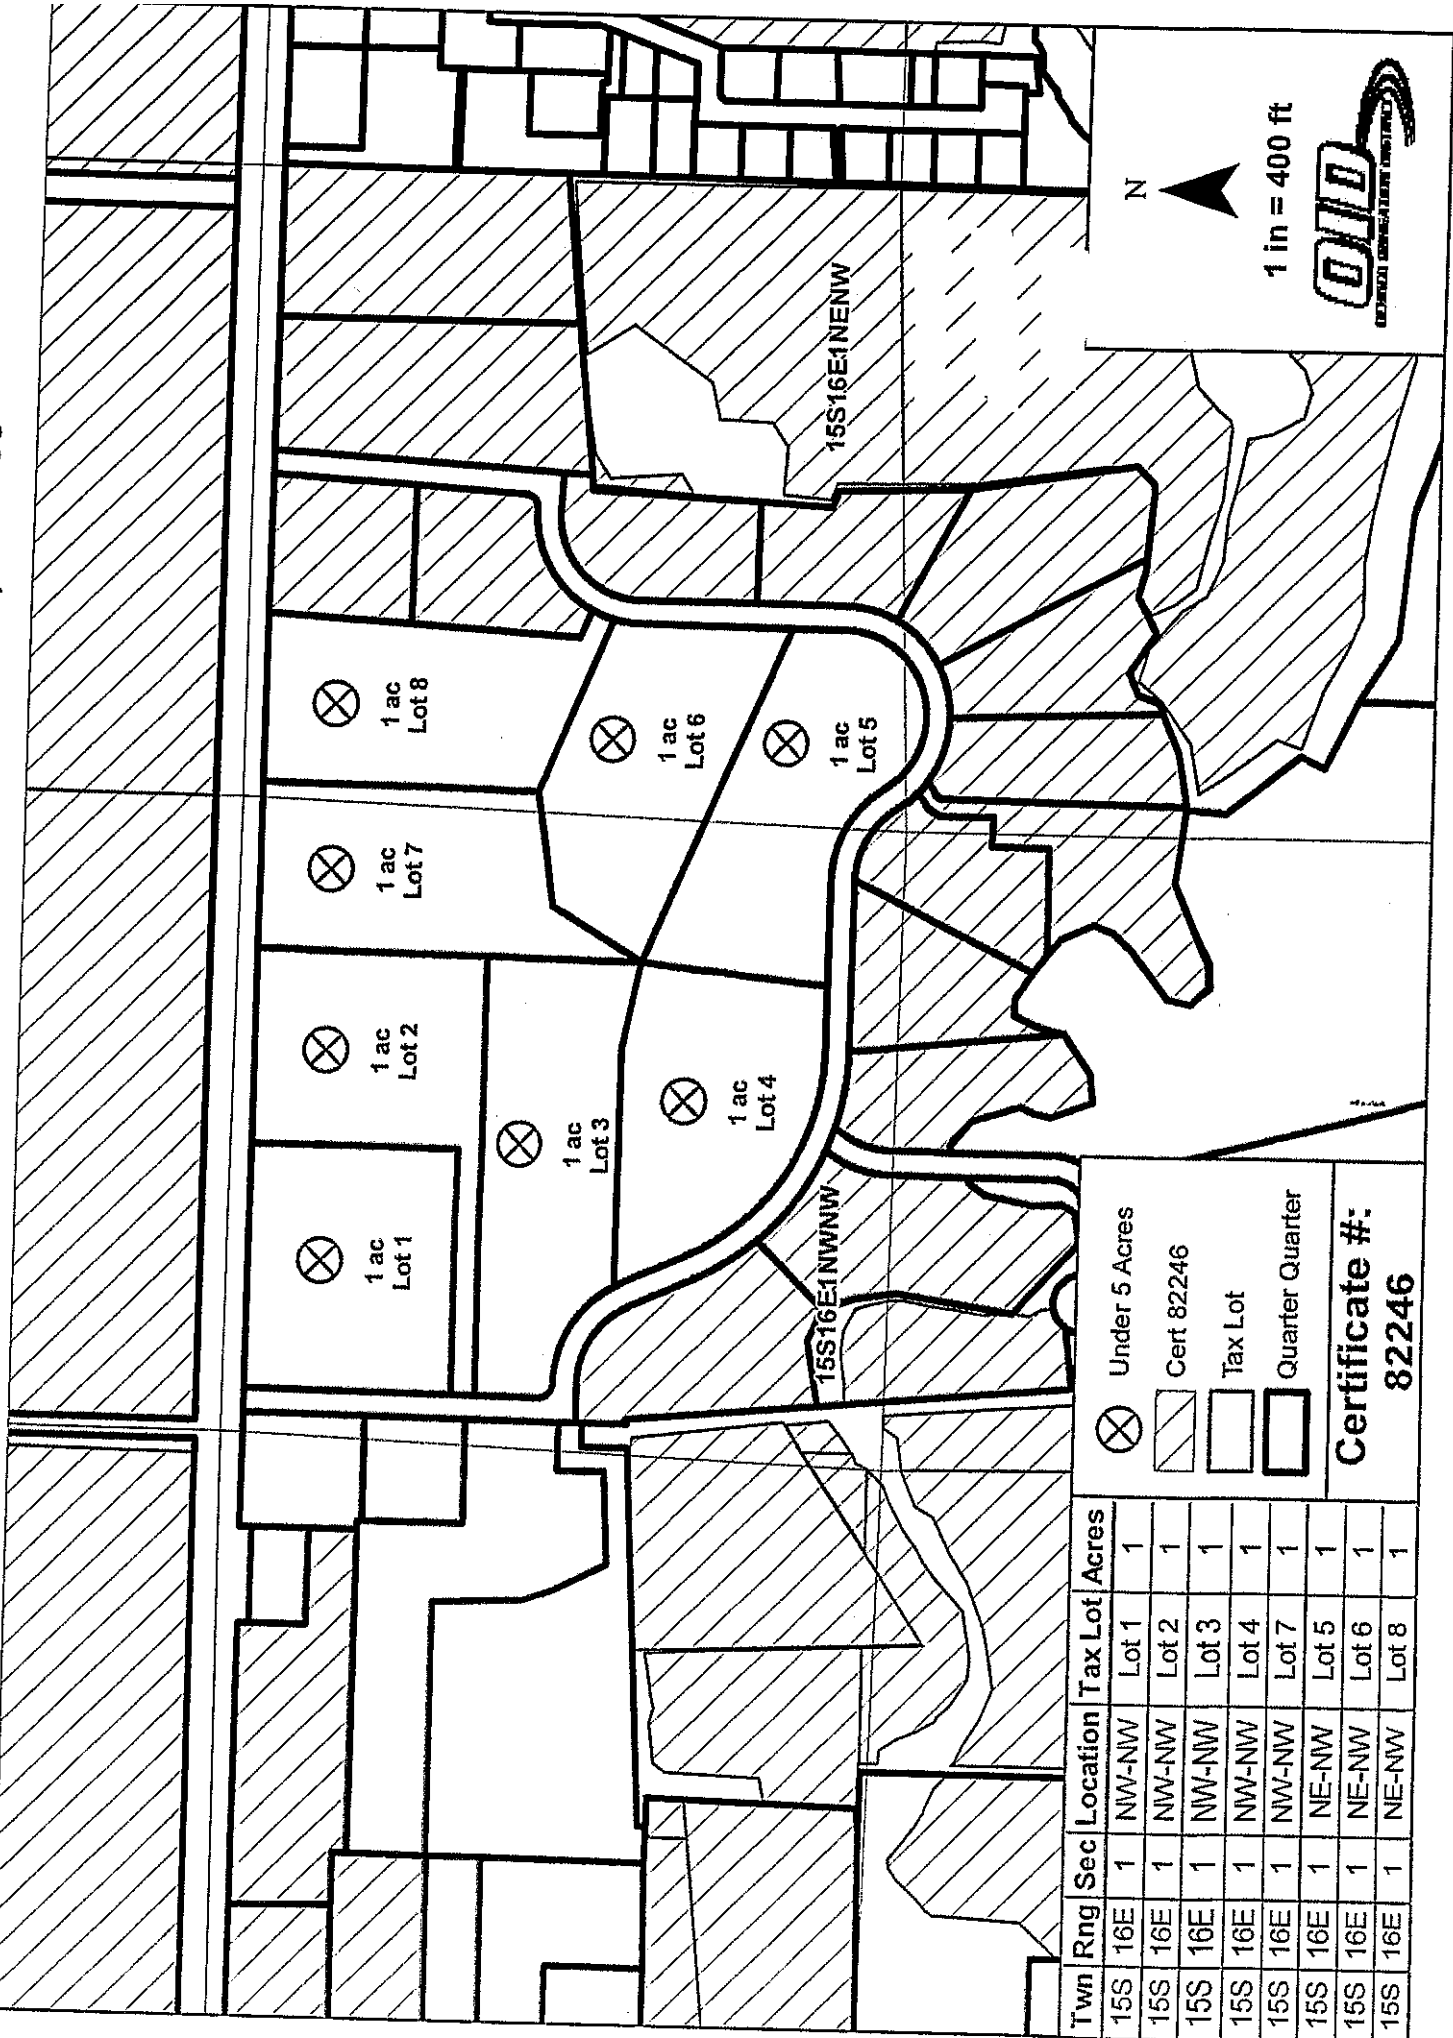 1 ac
Lot 1
1 ac
Lot 2
1 ac
Lot 7
1 ac
Lot 8
1 ac
Lot 3
1 ac
Lot 6
1 ac
Lot 4
1 ac
Lot 5
15S16E1NWNW
15S16E1NENW
Twn Rng Sec Location Tax Lot Acres
15S 16E 1 NW-NW Lot 1 1
15S 16E 1 NW-NW Lot 2 1
15S 16E 1 NW-NW Lot 3 1
15S 16E 1 NW-NW Lot 4 1
15S 16E 1 NW-NW Lot 7 1
15S 16E 1 NE-NW Lot 5 1
15S 16E 1 NE-NW Lot 6 1
15S 16E 1 NE-NW Lot 8 1
Under 5 Acres
Cert 82246
Tax Lot
Quarter Quarter
Certificate #:
82246
N
1 in = 400 ft
OID